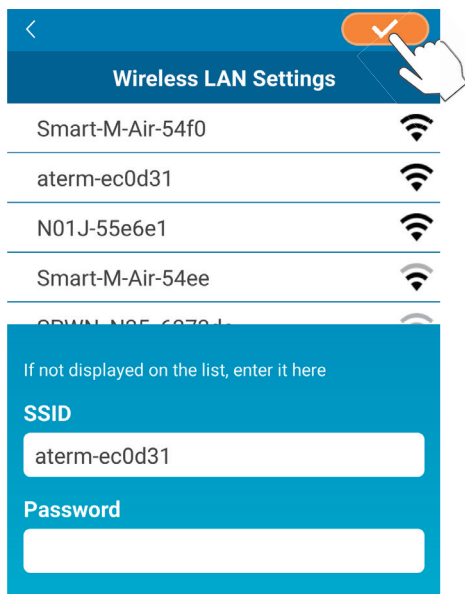 Wireless LAN Settings
Smart-M-Air-54f0
aterm-ec0d31
N01J-55e6e1
Smart-M-Air-54ee
If not displayed on the list, enter it here
SSID
aterm-ec0d31
Password